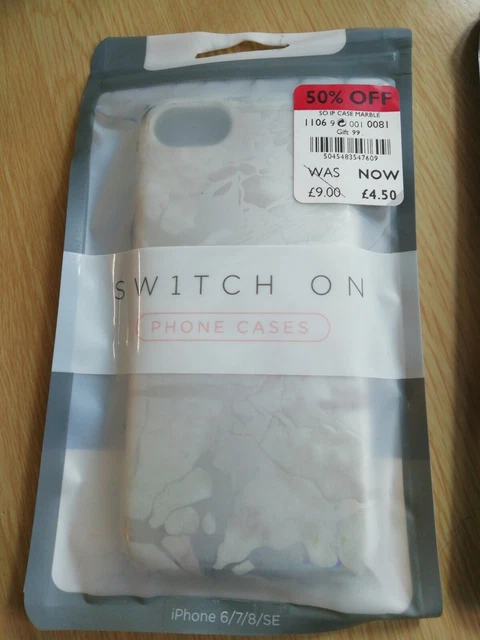 50% OFF
SO IP CASE MARBLE
1106 9 001 0081
Gift 99
5045483547609
WAS NOW
£9.00 £4.50
SW1TCH ON
PHONE CASES
iPhone 6/7/8/SE